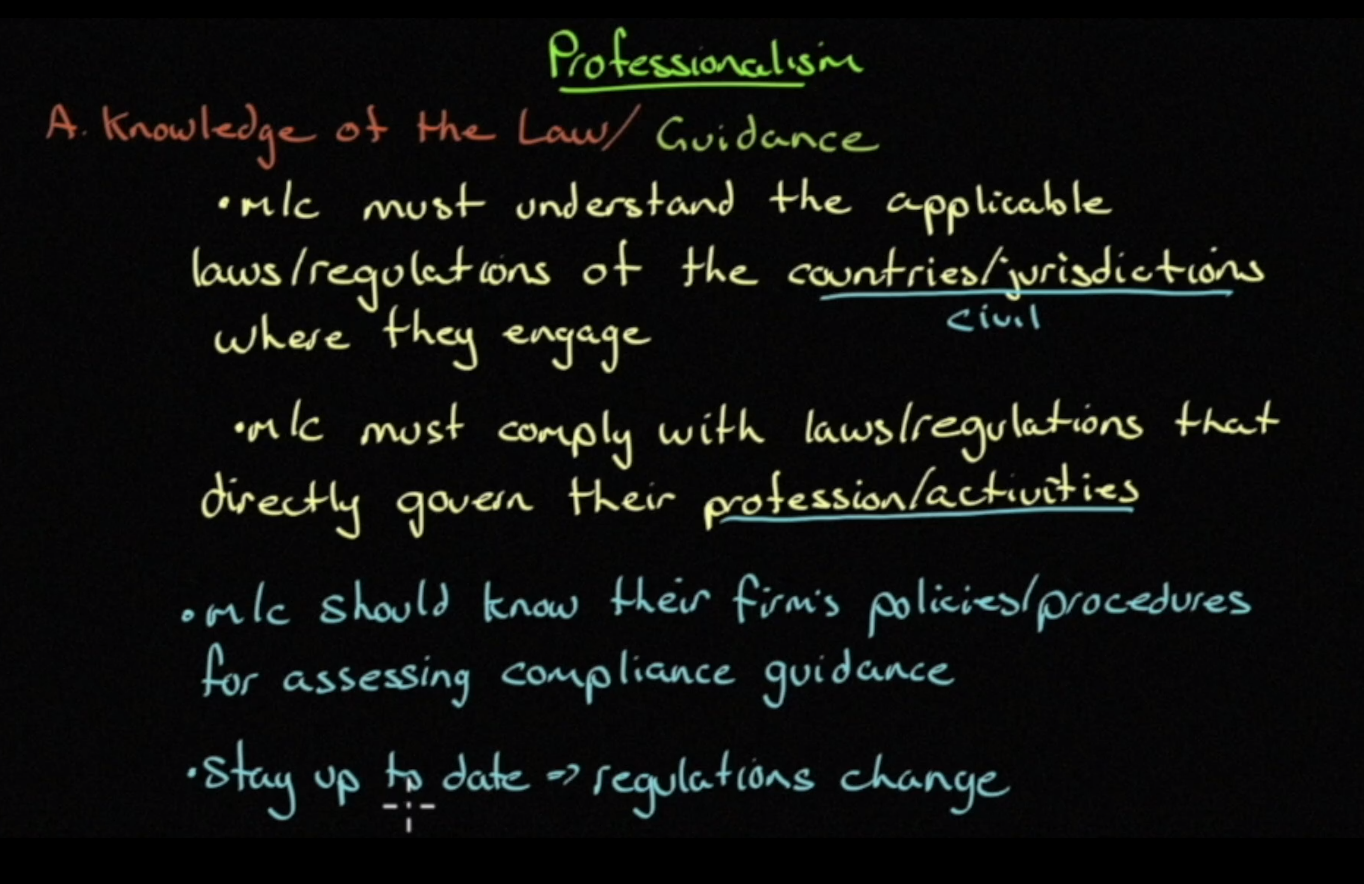 Professionalism
A. Knowledge of the Law/ Guidance
• m/c must understand the applicable
laws/regulations of the countries/jurisdictions
civil
where they engage
• m/c must comply with laws/regulations that
directly govern their profession/activities
• m/c should know their firm's policies/procedures
for assessing compliance guidance
• Stay up to date => regulations change